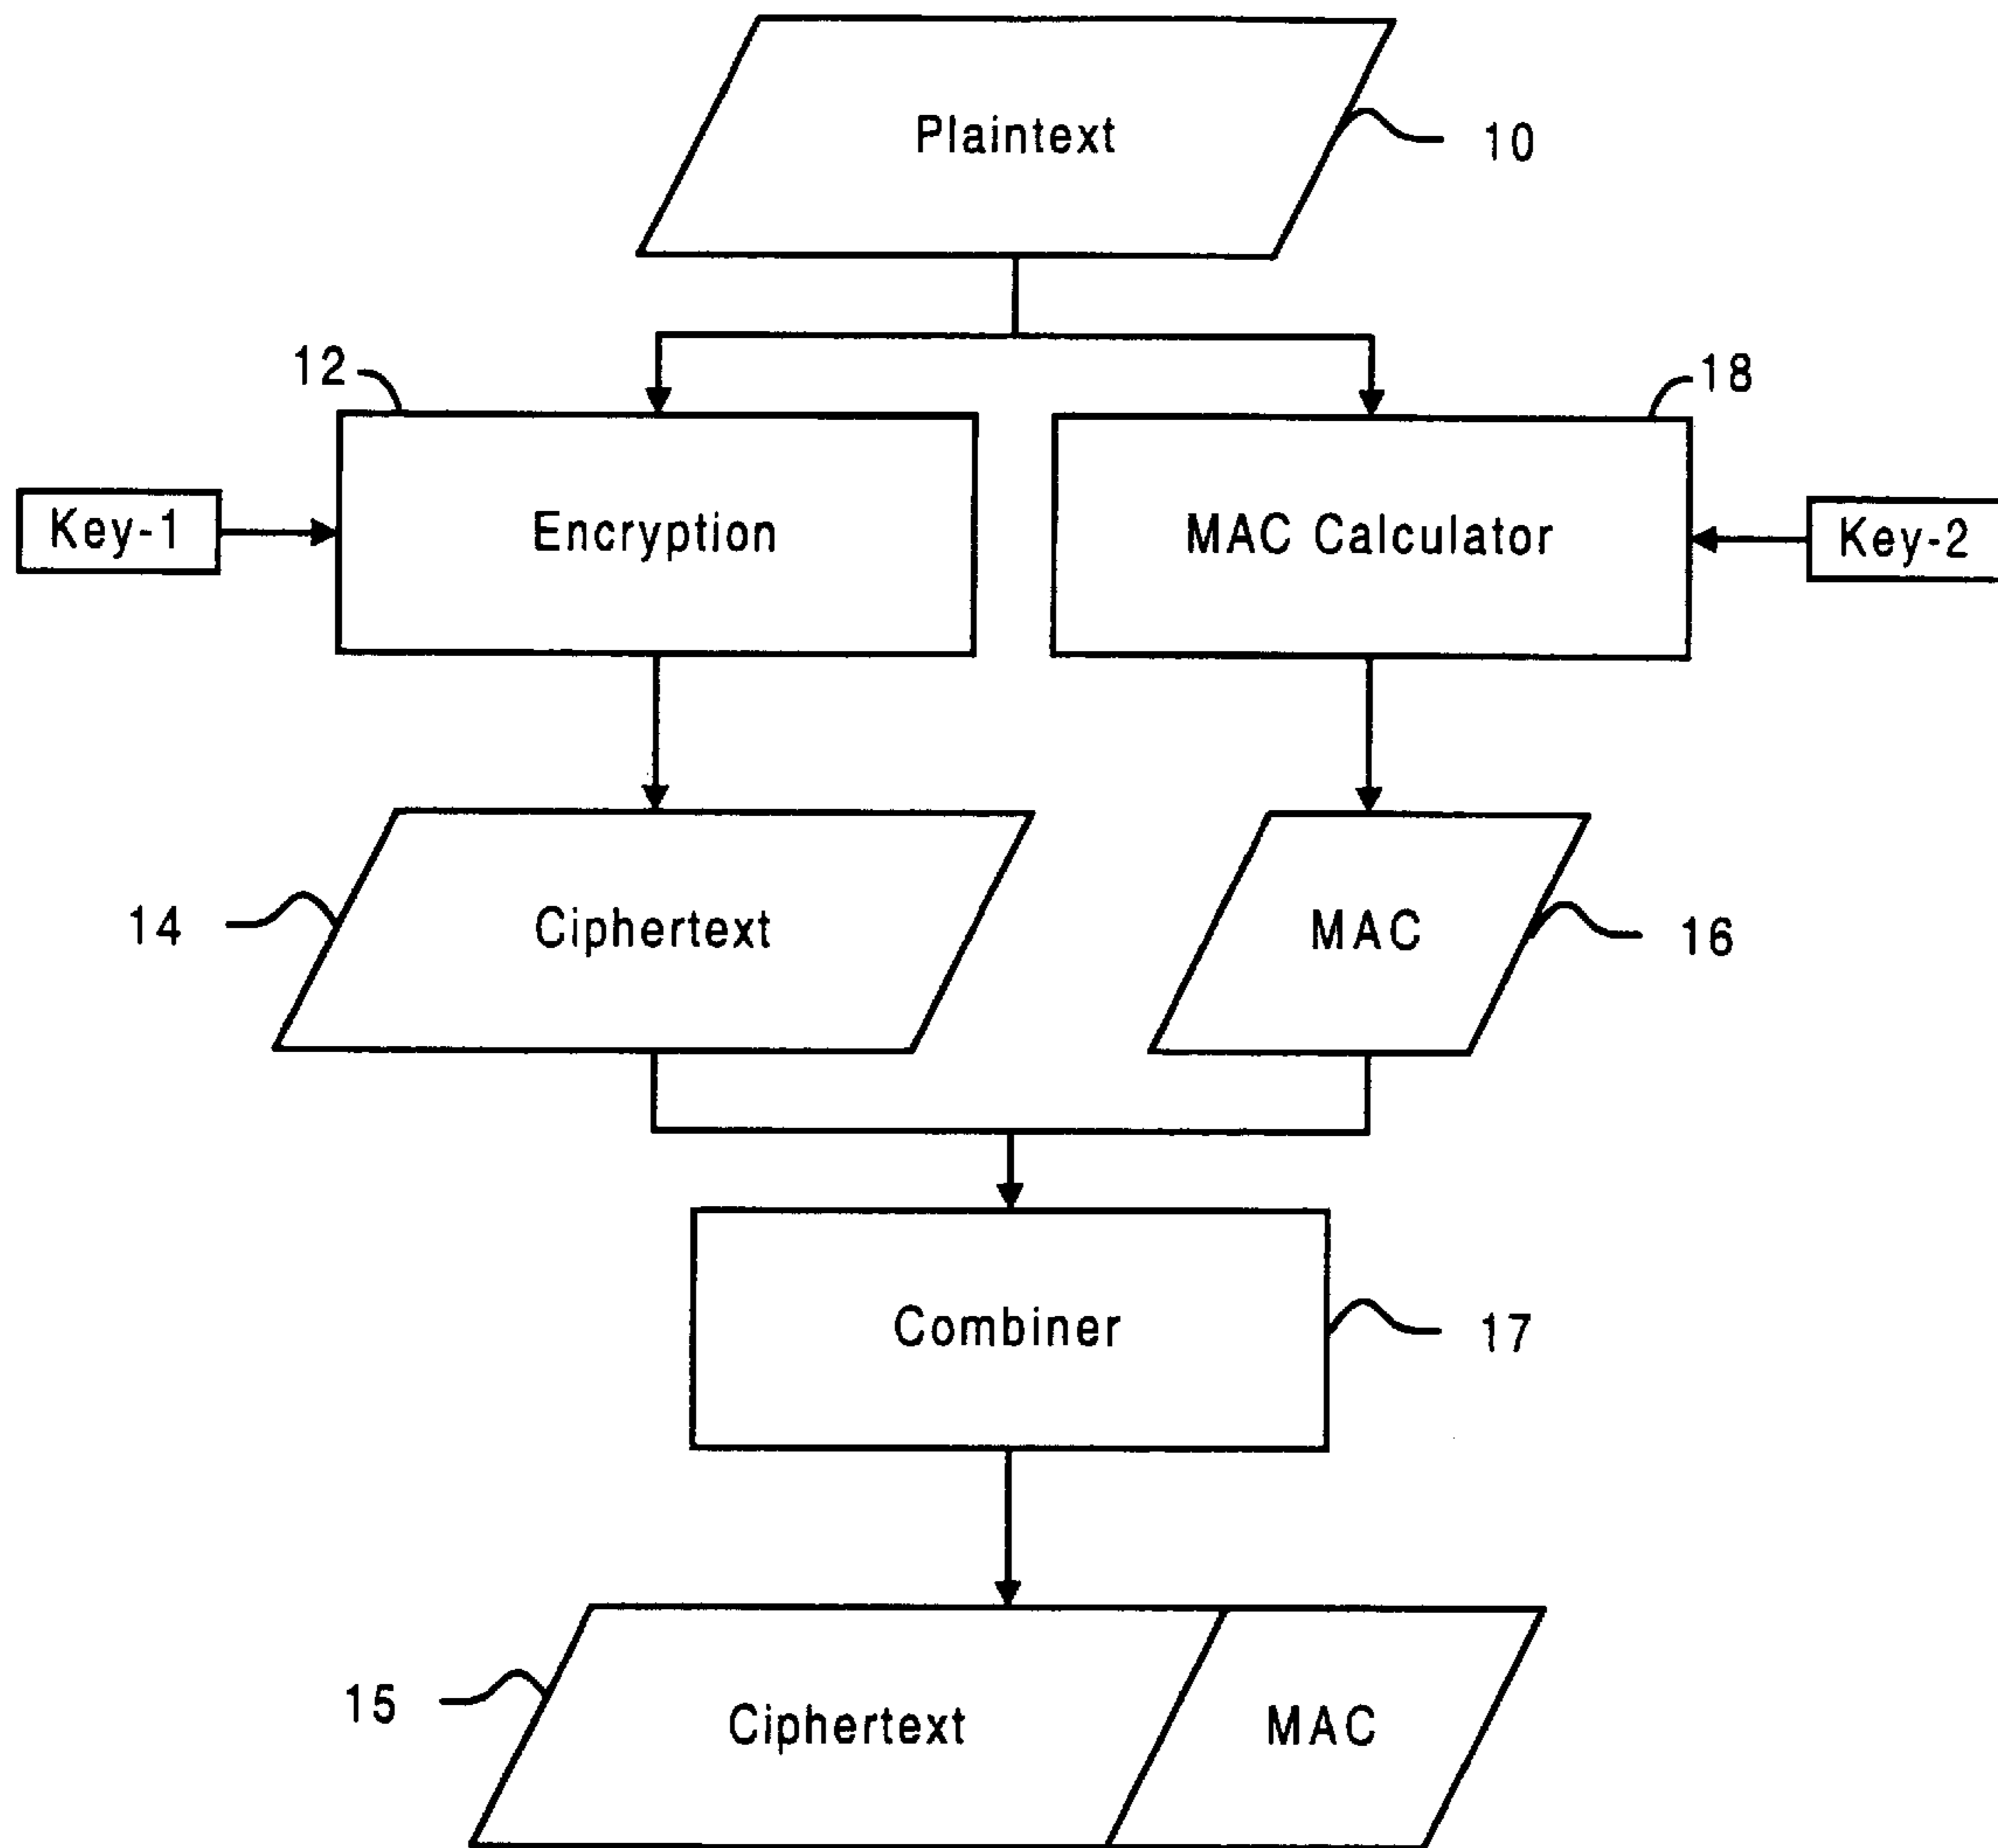 Plaintext
10
12
18
Key-1
Encryption
MAC Calculator
Key-2
14
Ciphertext
MAC
16
Combiner
17
15
Ciphertext
MAC